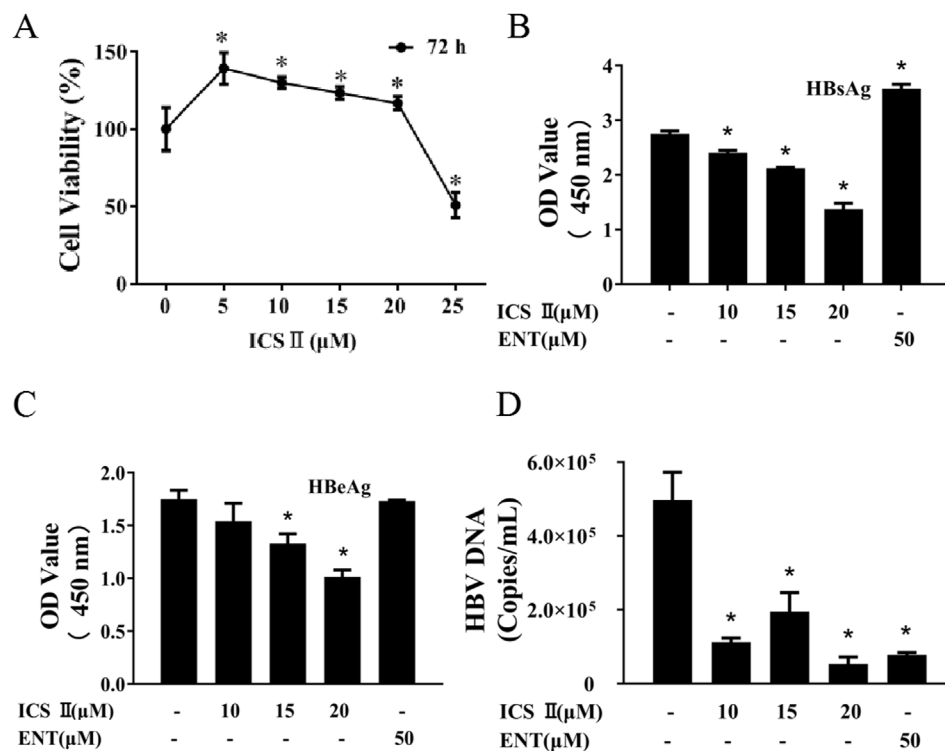 A
150
100
50
0
Cell Viability (%)
72 h
*
*
*
*
*
0 5 10 15 20 25
ICS Ⅱ (μM)
B
4
3
2
1
0
OD Value
( 450 nm)
HBsAg
*
*
*
*
ICS Ⅱ(μM) - 10 15 20 -
ENT(μM) - - - - 50
C
2.0
1.5
1.0
0.5
0.0
OD Value
( 450 nm)
HBeAg
*
*
ICS Ⅱ(μM) - 10 15 20 -
ENT(μM) - - - - 50
D
6.0×10⁵
4.0×10⁵
2.0×10⁵
0
HBV DNA
(Copies/mL)
*
*
*
*
ICS Ⅱ(μM) - 10 15 20 -
ENT(μM) - - - - 50